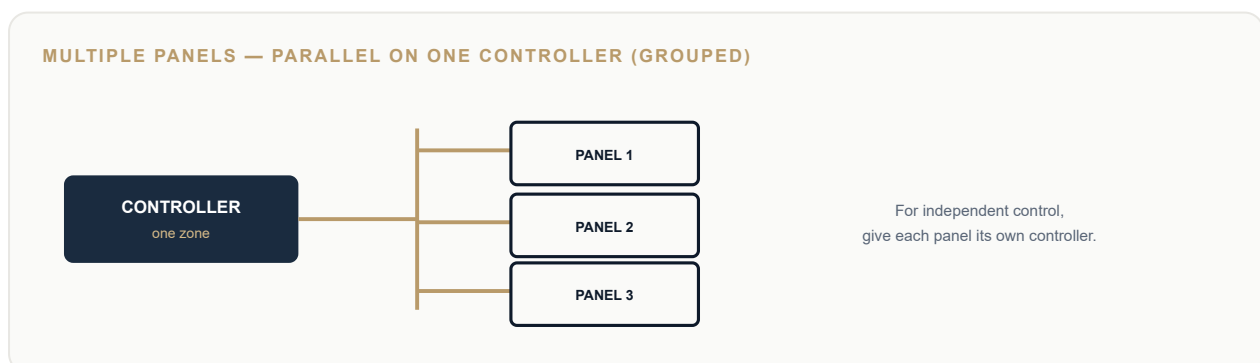 MULTIPLE PANELS — PARALLEL ON ONE CONTROLLER (GROUPED)
CONTROLLER
one zone
PANEL 1
PANEL 2
PANEL 3
For independent control,
give each panel its own controller.